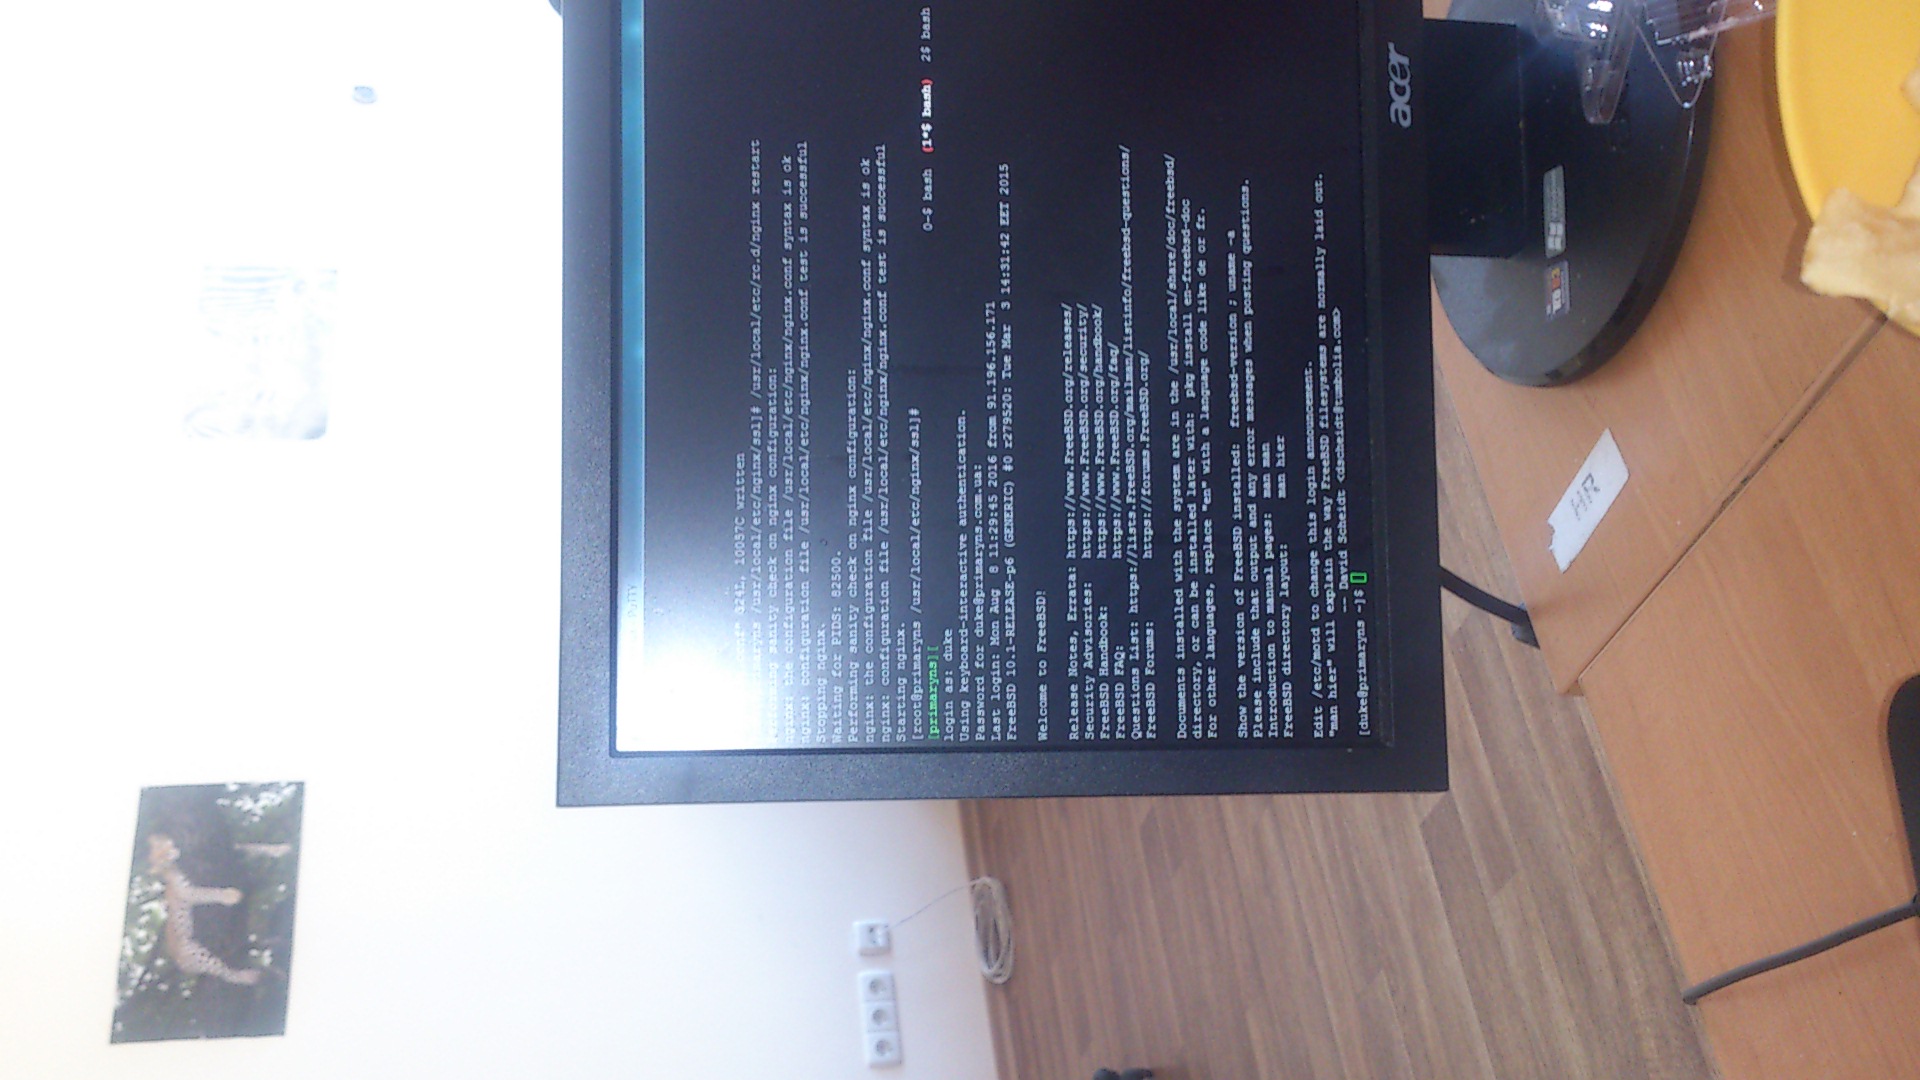 PuTTY
.conf" 824L, 10057C written
primaryns /usr/local/etc/nginx/ssl]# /usr/local/etc/rc.d/nginx restart
Performing sanity check on nginx configuration:
nginx: the configuration file /usr/local/etc/nginx/nginx.conf syntax is ok
nginx: configuration file /usr/local/etc/nginx/nginx.conf test is successful
Stopping nginx.
Waiting for PIDS: 82500.
Performing sanity check on nginx configuration:
nginx: the configuration file /usr/local/etc/nginx/nginx.conf syntax is ok
nginx: configuration file /usr/local/etc/nginx/nginx.conf test is successful
Starting nginx.
[root@primaryns /usr/local/etc/nginx/ssl]#
[primaryns][ 0-$ bash (1*$ bash) 2$ bash
login as: duke
Using keyboard-interactive authentication.
Password for duke@primaryns.com.ua:
Last login: Mon Aug  8 11:29:45 2016 from 91.196.156.171
FreeBSD 10.1-RELEASE-p6 (GENERIC) #0 r279520: Tue Mar  3 14:31:42 EET 2015
Welcome to FreeBSD!
Release Notes, Errata: https://www.FreeBSD.org/releases/
Security Advisories:   https://www.FreeBSD.org/security/
FreeBSD Handbook:      https://www.FreeBSD.org/handbook/
FreeBSD FAQ:           https://www.FreeBSD.org/faq/
Questions List: https://lists.FreeBSD.org/mailman/listinfo/freebsd-questions/
FreeBSD Forums:        https://forums.FreeBSD.org/
Documents installed with the system are in the /usr/local/share/doc/freebsd/
directory, or can be installed later with:  pkg install en-freebsd-doc
For other languages, replace "en" with a language code like de or fr.
Show the version of FreeBSD installed:  freebsd-version ; uname -a
Please include that output and any error messages when posting questions.
Introduction to manual pages:  man man
FreeBSD directory layout:      man hier
Edit /etc/motd to change this login announcement.
"man hier" will explain the way FreeBSD filesystems are normally laid out.
-- David Scheidt <dscheidt@tumbolia.com>
[duke@primaryns ~]$
acer